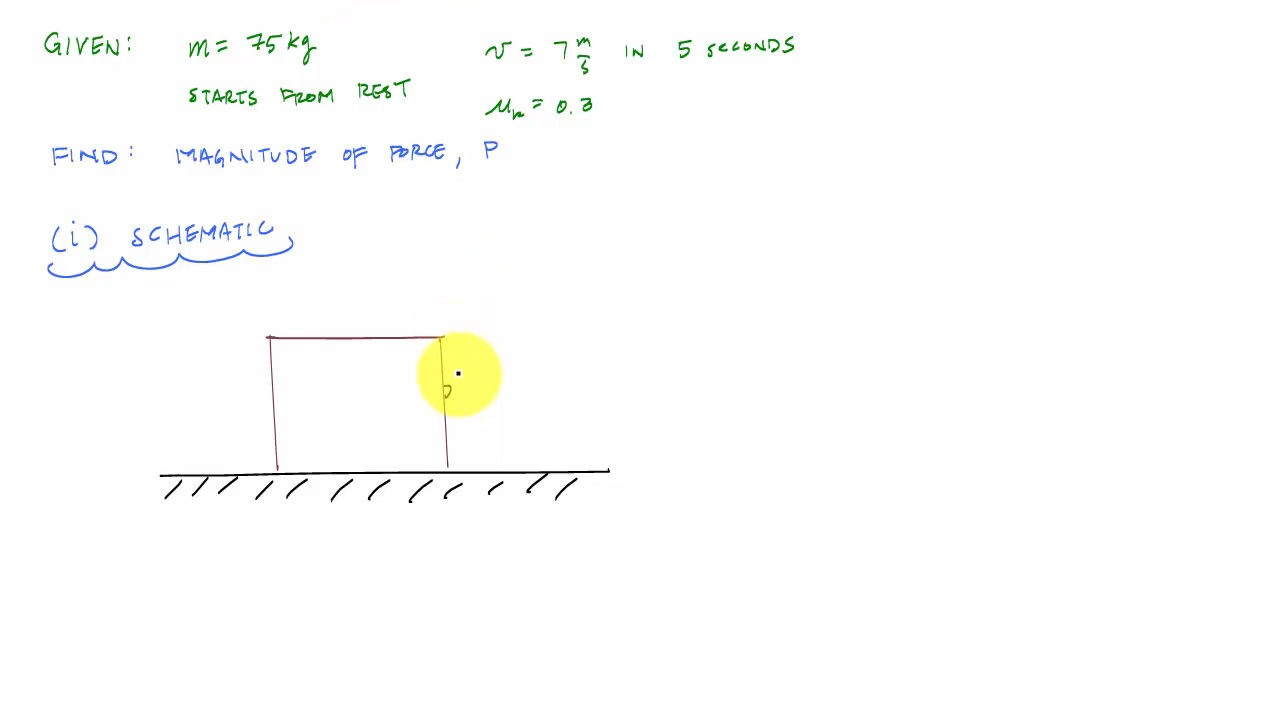 GIVEN: m = 75 kg v = 7 m/s IN 5 SECONDS
STARTS FROM REST μk = 0.3
FIND: MAGNITUDE OF FORCE, P
(i) SCHEMATIC